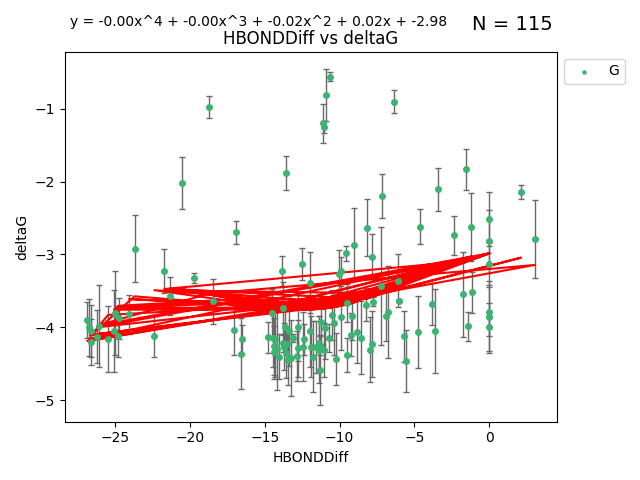 y = -0.00x^4 + -0.00x^3 + -0.02x^2 + 0.02x + -2.98
N = 115
HBONDDiff vs deltaG
G
deltaG
−1
−2
−3
−4
−5
−25 −20 −15 −10 −5 0
HBONDDiff